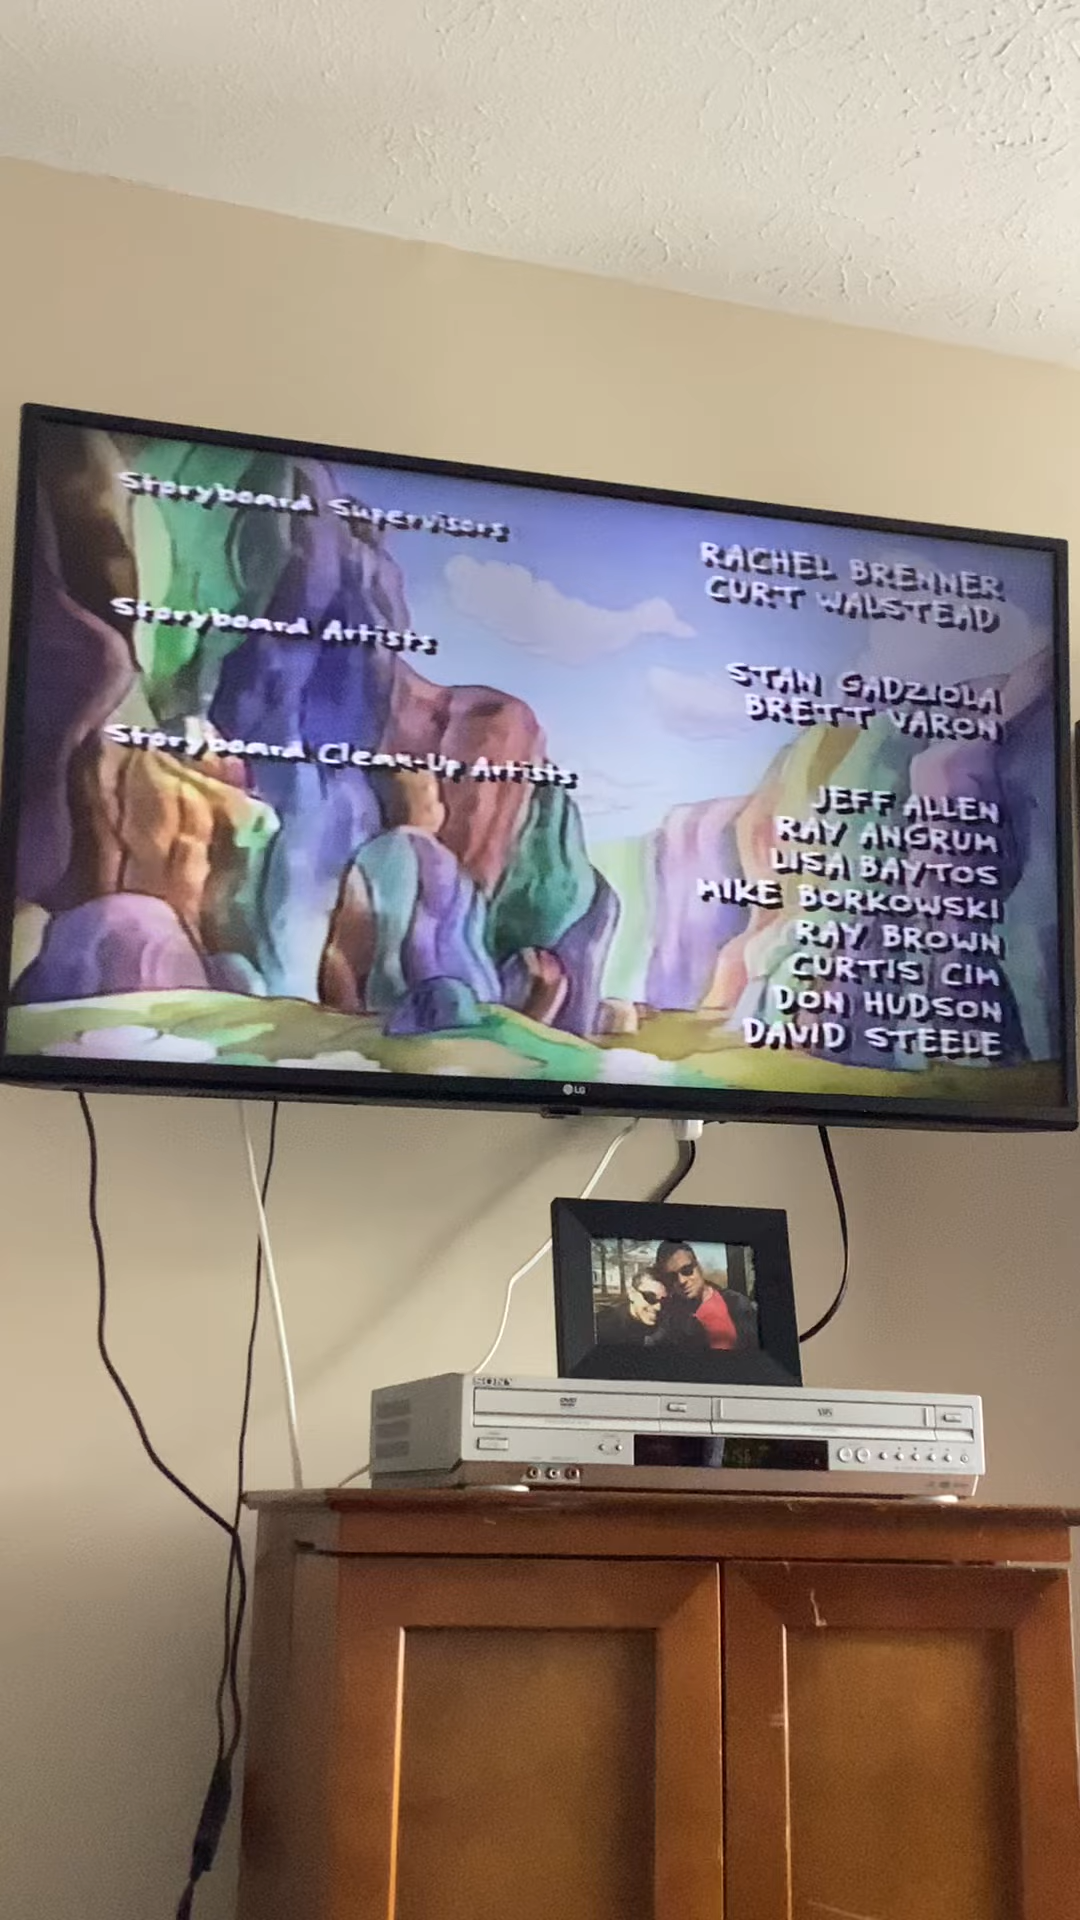 Storyboard Supervisors
RACHEL BRENNER
CURT WALSTEAD
Storyboard Artists
STAN GADZIOLA
BRETT VARON
Storyboard Clean-Up Artists
JEFF ALLEN
RAY ANGRUM
LISA BAYTOS
MIKE BORKOWSKI
RAY BROWN
CURTIS CIM
DON HUDSON
DAVID STEELE
LG
SONY
DVD
VHS